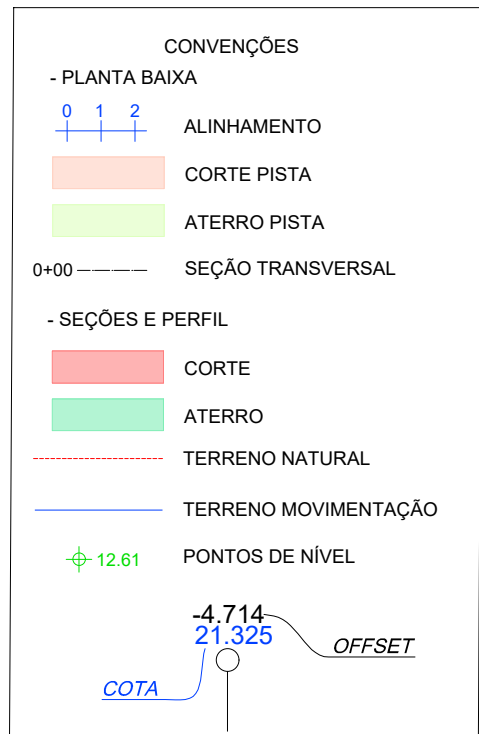 CONVENÇÕES
- PLANTA BAIXA
0 1 2
ALINHAMENTO
CORTE PISTA
ATERRO PISTA
0+00 SEÇÃO TRANSVERSAL
- SEÇÕES E PERFIL
CORTE
ATERRO
TERRENO NATURAL
TERRENO MOVIMENTAÇÃO
12.61 PONTOS DE NÍVEL
-4.714
21.325
OFFSET
COTA